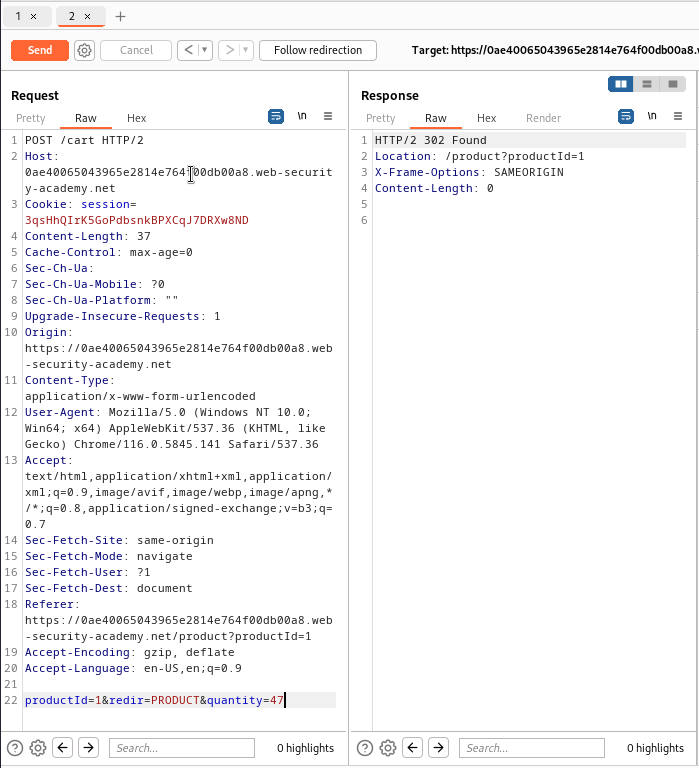 1 × 2 ×
Send Cancel < ▼ > ▼ Follow redirection Target: https://0ae40065043965e2814e764f00db00a8.
Request
Pretty Raw Hex \n
1 POST /cart HTTP/2
2 Host:
0ae40065043965e2814e764f00db00a8.web-securit
y-academy.net
3 Cookie: session=
3qsHhQIrK5GoPdbsnkBPXCqJ7DRXw8ND
4 Content-Length: 37
5 Cache-Control: max-age=0
6 Sec-Ch-Ua:
7 Sec-Ch-Ua-Mobile: ?0
8 Sec-Ch-Ua-Platform: ""
9 Upgrade-Insecure-Requests: 1
10 Origin:
https://0ae40065043965e2814e764f00db00a8.web
-security-academy.net
11 Content-Type:
application/x-www-form-urlencoded
12 User-Agent: Mozilla/5.0 (Windows NT 10.0;
Win64; x64) AppleWebKit/537.36 (KHTML, like
Gecko) Chrome/116.0.5845.141 Safari/537.36
13 Accept:
text/html,application/xhtml+xml,application/
xml;q=0.9,image/avif,image/webp,image/apng,*
/*;q=0.8,application/signed-exchange;v=b3;q=
0.7
14 Sec-Fetch-Site: same-origin
15 Sec-Fetch-Mode: navigate
16 Sec-Fetch-User: ?1
17 Sec-Fetch-Dest: document
18 Referer:
https://0ae40065043965e2814e764f00db00a8.web
-security-academy.net/product?productId=1
19 Accept-Encoding: gzip, deflate
20 Accept-Language: en-US,en;q=0.9
21
22 productId=1&redir=PRODUCT&quantity=47
Search... 0 highlights
Response
Pretty Raw Hex Render \n
1 HTTP/2 302 Found
2 Location: /product?productId=1
3 X-Frame-Options: SAMEORIGIN
4 Content-Length: 0
5
6
Search... 0 highlights